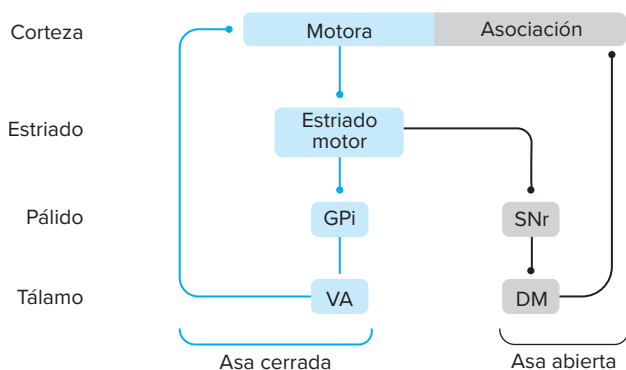 Corteza
Motora
Asociación
Estriado
Estriado
motor
Pálido
GPi
SNr
Tálamo
VA
DM
Asa cerrada
Asa abierta